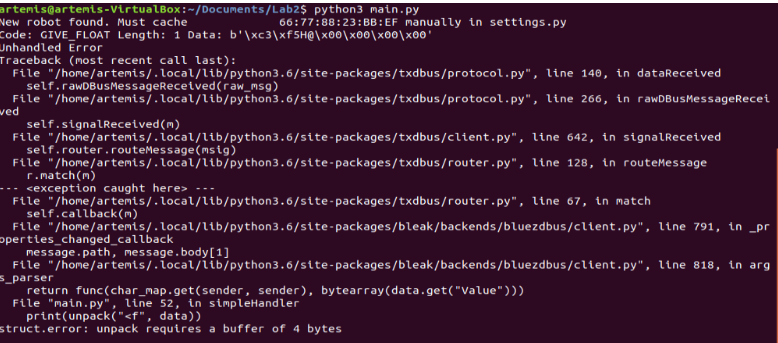 artemis@artemis-VirtualBox:~/Documents/Lab2$ python3 main.py
New robot found. Must cache 66:77:88:23:BB:EF manually in settings.py
Code: GIVE_FLOAT Length: 1 Data: b'\xc3\xf5H@\x00\x00\x00\x00'
Unhandled Error
Traceback (most recent call last):
File "/home/artemis/.local/lib/python3.6/site-packages/txdbus/protocol.py", line 140, in dataReceived
self.rawDBusMessageReceived(raw_msg)
File "/home/artemis/.local/lib/python3.6/site-packages/txdbus/protocol.py", line 266, in rawDBusMessageRecei
ved
self.signalReceived(m)
File "/home/artemis/.local/lib/python3.6/site-packages/txdbus/client.py", line 642, in signalReceived
self.router.routeMessage(msig)
File "/home/artemis/.local/lib/python3.6/site-packages/txdbus/router.py", line 128, in routeMessage
r.match(m)
--- <exception caught here> ---
File "/home/artemis/.local/lib/python3.6/site-packages/txdbus/router.py", line 67, in match
self.callback(m)
File "/home/artemis/.local/lib/python3.6/site-packages/bleak/backends/bluezdbus/client.py", line 791, in _pr
operties_changed_callback
message.path, message.body[1]
File "/home/artemis/.local/lib/python3.6/site-packages/bleak/backends/bluezdbus/client.py", line 818, in arg
s_parser
return func(char_map.get(sender, sender), bytearray(data.get("Value")))
File "main.py", line 52, in simpleHandler
print(unpack("<f", data))
struct.error: unpack requires a buffer of 4 bytes